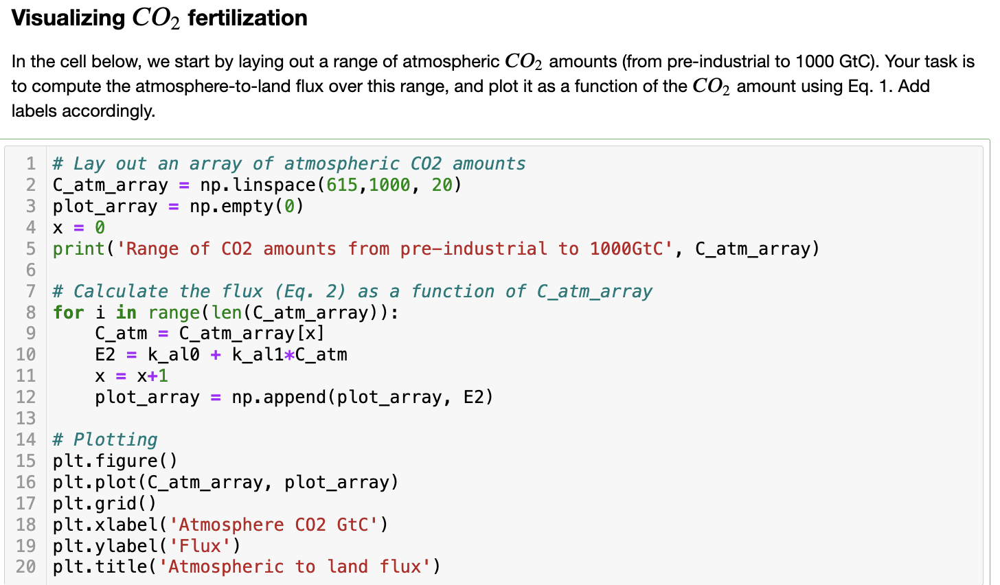 Visualizing CO2 fertilization
In the cell below, we start by laying out a range of atmospheric CO2 amounts (from pre-industrial to 1000 GtC). Your task is
to compute the atmosphere-to-land flux over this range, and plot it as a function of the CO2 amount using Eq. 1. Add
labels accordingly.
1 # Lay out an array of atmospheric CO2 amounts
2 C_atm_array = np.linspace(615,1000, 20)
3 plot_array = np.empty(0)
4 x = 0
5 print('Range of CO2 amounts from pre-industrial to 1000GtC', C_atm_array)
6
7 # Calculate the flux (Eq. 2) as a function of C_atm_array
8 for i in range(len(C_atm_array)):
9     C_atm = C_atm_array[x]
10     E2 = k_al0 + k_al1*C_atm
11     x = x+1
12     plot_array = np.append(plot_array, E2)
13
14 # Plotting
15 plt.figure()
16 plt.plot(C_atm_array, plot_array)
17 plt.grid()
18 plt.xlabel('Atmosphere CO2 GtC')
19 plt.ylabel('Flux')
20 plt.title('Atmospheric to land flux')